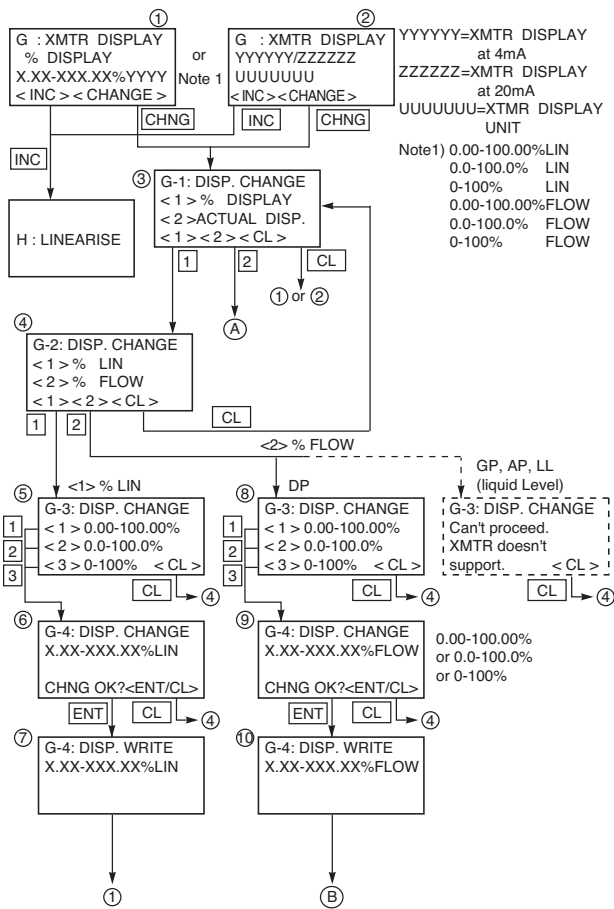 ①
G : XMTR DISPLAY
% DISPLAY
X.XX-XXX.XX%YYYY
< INC > < CHANGE >
or
Note 1
②
G : XMTR DISPLAY
YYYYYY/ZZZZZZ
UUUUUUU
< INC> <CHANGE >
YYYYYY=XMTR DISPLAY
at 4mA
ZZZZZZ=XMTR DISPLAY
at 20mA
UUUUUUU=XTMR DISPLAY
UNIT
Note1) 0.00-100.00%LIN
0.0-100.0% LIN
0-100% LIN
0.00-100.00%FLOW
0.0-100.0% FLOW
0-100% FLOW
CHNG
INC
CHNG
INC
H : LINEARISE
③
G-1: DISP. CHANGE
< 1 > % DISPLAY
< 2 >ACTUAL DISP.
< 1 > < 2 > < CL >
1
2
CL
① or ②
A
④
G-2: DISP. CHANGE
< 1 > % LIN
< 2 > % FLOW
< 1 > < 2 > < CL >
1
2
CL
<2> % FLOW
<1> % LIN
DP
GP, AP, LL
(liquid Level)
⑤
G-3: DISP. CHANGE
< 1 > 0.00-100.00%
< 2 > 0.0-100.0%
< 3 > 0-100% < CL >
1
2
3
CL
④
⑧
G-3: DISP. CHANGE
< 1 > 0.00-100.00%
< 2 > 0.0-100.0%
< 3 > 0-100% < CL >
1
2
3
CL
④
G-3: DISP. CHANGE
Can't proceed.
XMTR doesn't
support. < CL >
CL
④
⑥
G-4: DISP. CHANGE
X.XX-XXX.XX%LIN
CHNG OK?<ENT/CL>
ENT
CL
④
⑨
G-4: DISP. CHANGE
X.XX-XXX.XX%FLOW
CHNG OK?<ENT/CL>
ENT
CL
④
0.00-100.00%
or 0.0-100.0%
or 0-100%
⑦
G-4: DISP. WRITE
X.XX-XXX.XX%LIN
①
⑩
G-4: DISP. WRITE
X.XX-XXX.XX%FLOW
B